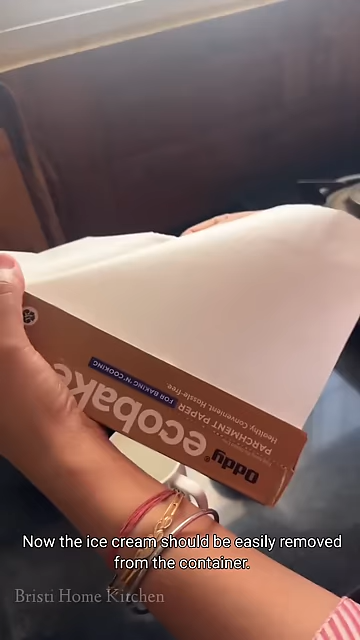 Oddy®
ecobake
FOR BAKING 'N' COOKING
PARCHMENT PAPER
Healthy, Convenient, Hassle-free
Now the ice cream should be easily removed
from the container.
Bristi Home Kitchen